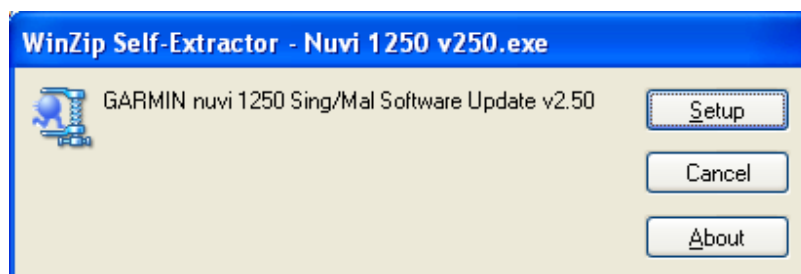 WinZip Self-Extractor - Nuvi 1250 v250.exe
GARMIN nuvi 1250 Sing/Mal Software Update v2.50
Setup
Cancel
About